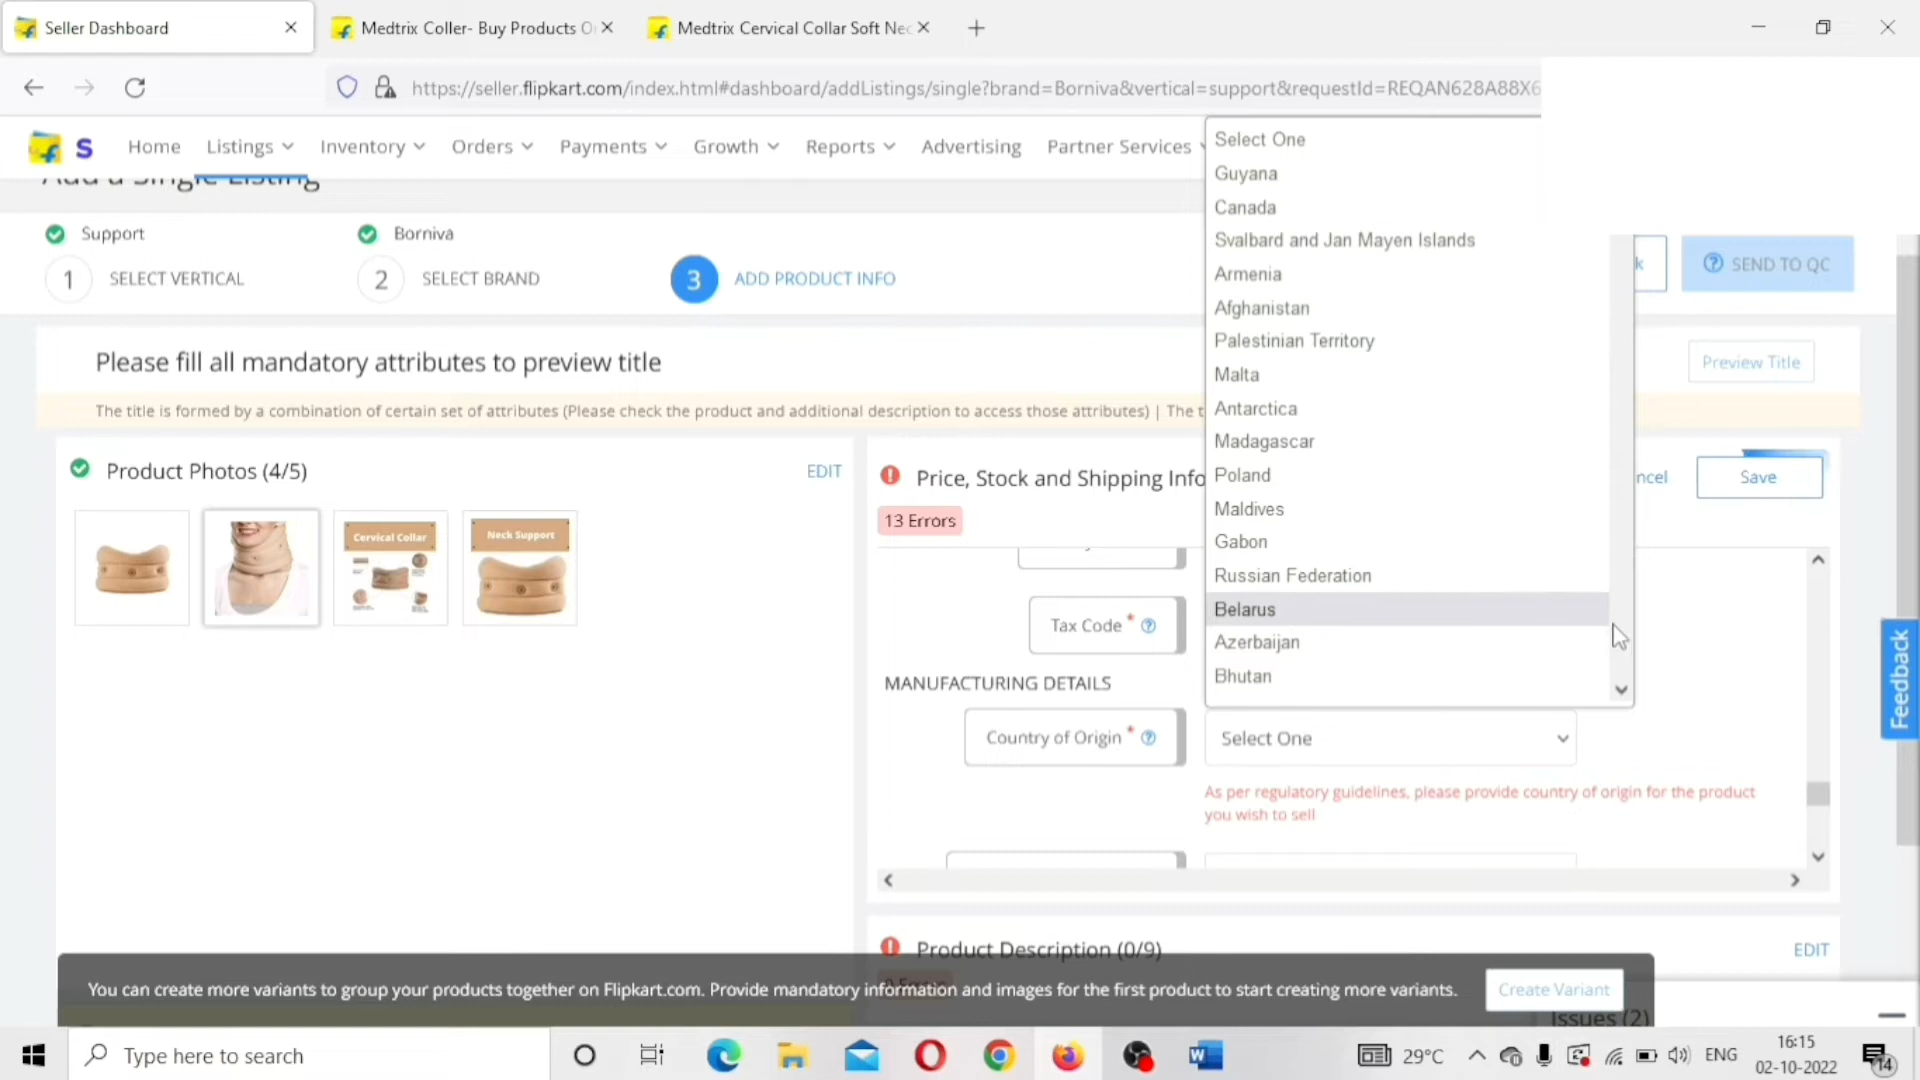 Seller Dashboard
Medtrix Coller- Buy Products O
Medtrix Cervical Collar Soft Nec
https://seller.flipkart.com/index.html#dashboard/addListings/single?brand=Borniva&vertical=support&requestId=REQAN628A88X6
Home
Listings
Inventory
Orders
Payments
Growth
Reports
Advertising
Partner Services
Add a Single Listing
Support
Borniva
1 SELECT VERTICAL
2 SELECT BRAND
3 ADD PRODUCT INFO
k
SEND TO QC
Please fill all mandatory attributes to preview title
Preview Title
The title is formed by a combination of certain set of attributes (Please check the product and additional description to access those attributes) | The t
Product Photos (4/5)
EDIT
Cervical Collar
Neck Support
Price, Stock and Shipping Info
ncel
Save
13 Errors
Select One
Guyana
Canada
Svalbard and Jan Mayen Islands
Armenia
Afghanistan
Palestinian Territory
Malta
Antarctica
Madagascar
Poland
Maldives
Gabon
Russian Federation
Belarus
Azerbaijan
Bhutan
Tax Code *
MANUFACTURING DETAILS
Country of Origin *
Select One
As per regulatory guidelines, please provide country of origin for the product
you wish to sell
Product Description (0/9)
EDIT
You can create more variants to group your products together on Flipkart.com. Provide mandatory information and images for the first product to start creating more variants.
Create Variant
Issues (2)
Feedback
Type here to search
29°C
ENG
16:15
02-10-2022
14